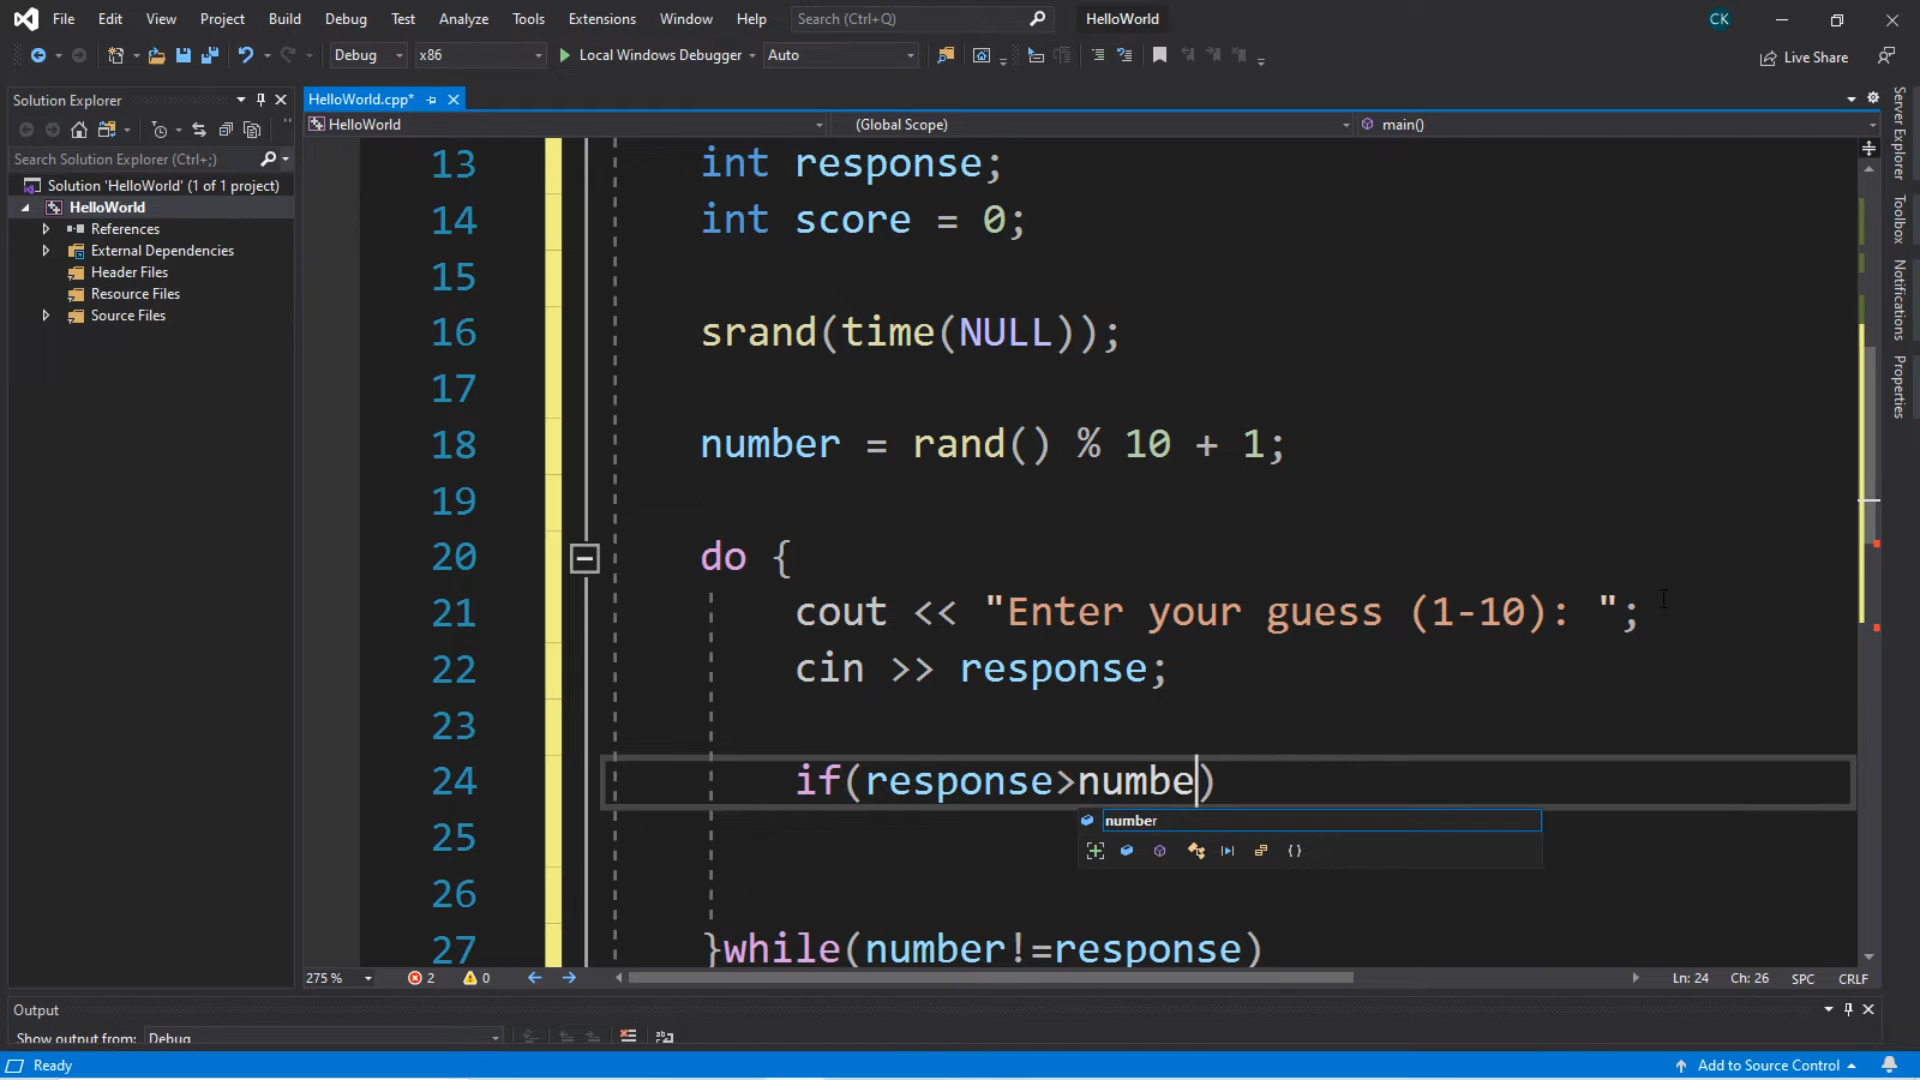 File Edit View Project Build Debug Test Analyze Tools Extensions Window Help Search (Ctrl+Q) HelloWorld CK
Debug x86 Local Windows Debugger Auto Live Share
Solution Explorer
Search Solution Explorer (Ctrl+;)
Solution 'HelloWorld' (1 of 1 project)
HelloWorld
References
External Dependencies
Header Files
Resource Files
Source Files
HelloWorld.cpp*
HelloWorld (Global Scope) main()
13 int response;
14 int score = 0;
15
16 srand(time(NULL));
17
18 number = rand() % 10 + 1;
19
20 do {
21 cout << "Enter your guess (1-10): ";
22 cin >> response;
23
24 if(response>numbe)
number
25
26
27 }while(number!=response)
275 % 2 0 Ln: 24 Ch: 26 SPC CRLF
Output
Show output from: Debug
Ready Add to Source Control
Server Explorer
Toolbox
Notifications
Properties